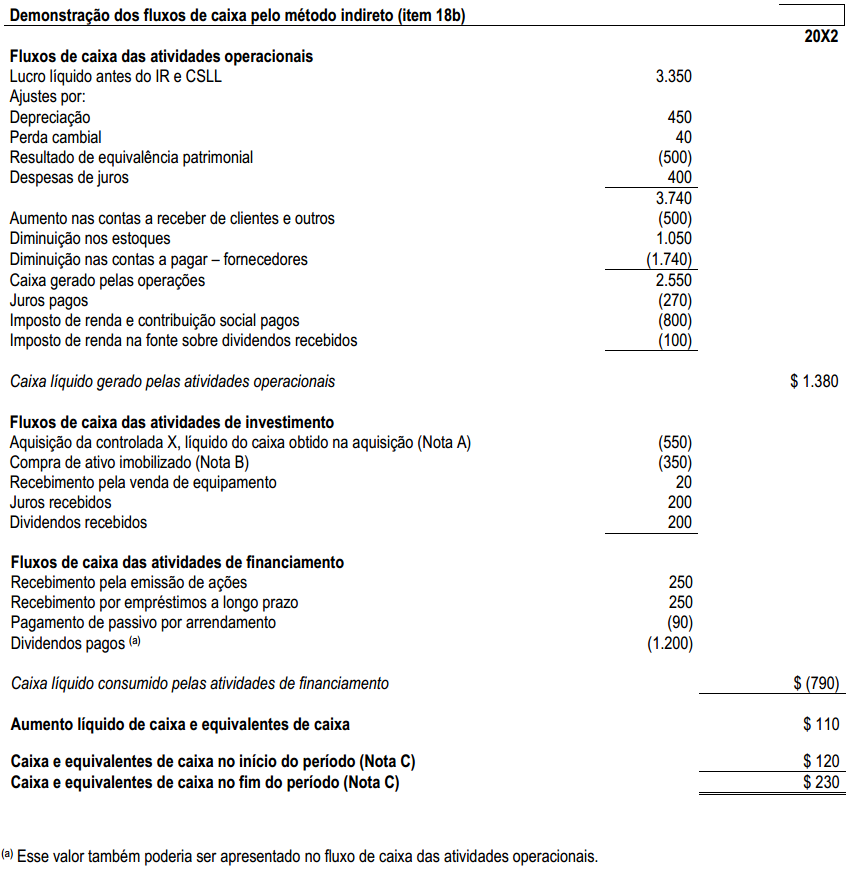 Demonstração dos fluxos de caixa pelo método indireto (item 18b)
20X2
Fluxos de caixa das atividades operacionais
Lucro líquido antes do IR e CSLL 3.350
Ajustes por:
Depreciação 450
Perda cambial 40
Resultado de equivalência patrimonial (500)
Despesas de juros 400
3.740
Aumento nas contas a receber de clientes e outros (500)
Diminuição nos estoques 1.050
Diminuição nas contas a pagar – fornecedores (1.740)
Caixa gerado pelas operações 2.550
Juros pagos (270)
Imposto de renda e contribuição social pagos (800)
Imposto de renda na fonte sobre dividendos recebidos (100)
Caixa líquido gerado pelas atividades operacionais $ 1.380
Fluxos de caixa das atividades de investimento
Aquisição da controlada X, líquido do caixa obtido na aquisição (Nota A) (550)
Compra de ativo imobilizado (Nota B) (350)
Recebimento pela venda de equipamento 20
Juros recebidos 200
Dividendos recebidos 200
Fluxos de caixa das atividades de financiamento
Recebimento pela emissão de ações 250
Recebimento por empréstimos a longo prazo 250
Pagamento de passivo por arrendamento (90)
Dividendos pagos (a) (1.200)
Caixa líquido consumido pelas atividades de financiamento $ (790)
Aumento líquido de caixa e equivalentes de caixa $ 110
Caixa e equivalentes de caixa no início do período (Nota C) $ 120
Caixa e equivalentes de caixa no fim do período (Nota C) $ 230
(a) Esse valor também poderia ser apresentado no fluxo de caixa das atividades operacionais.